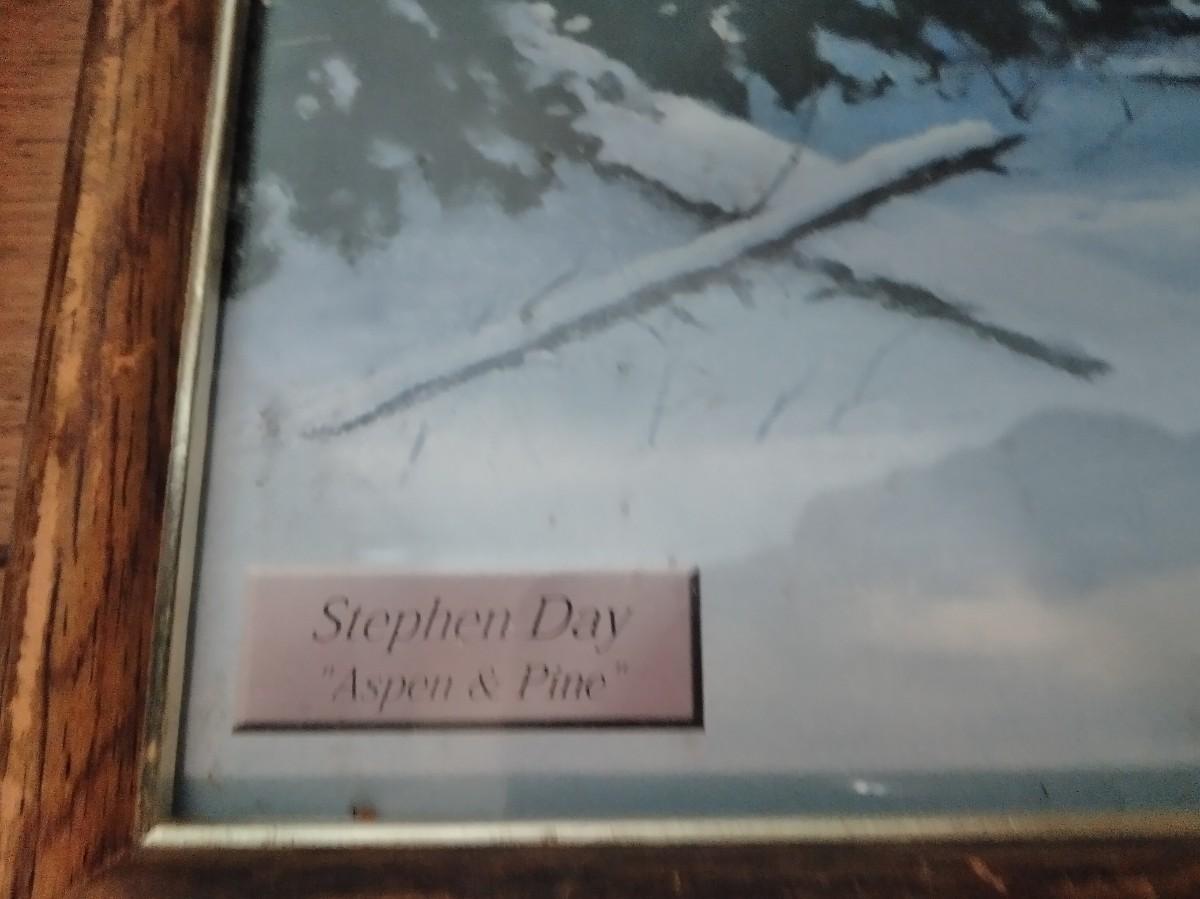 Stephen Day
"Aspen & Pine"